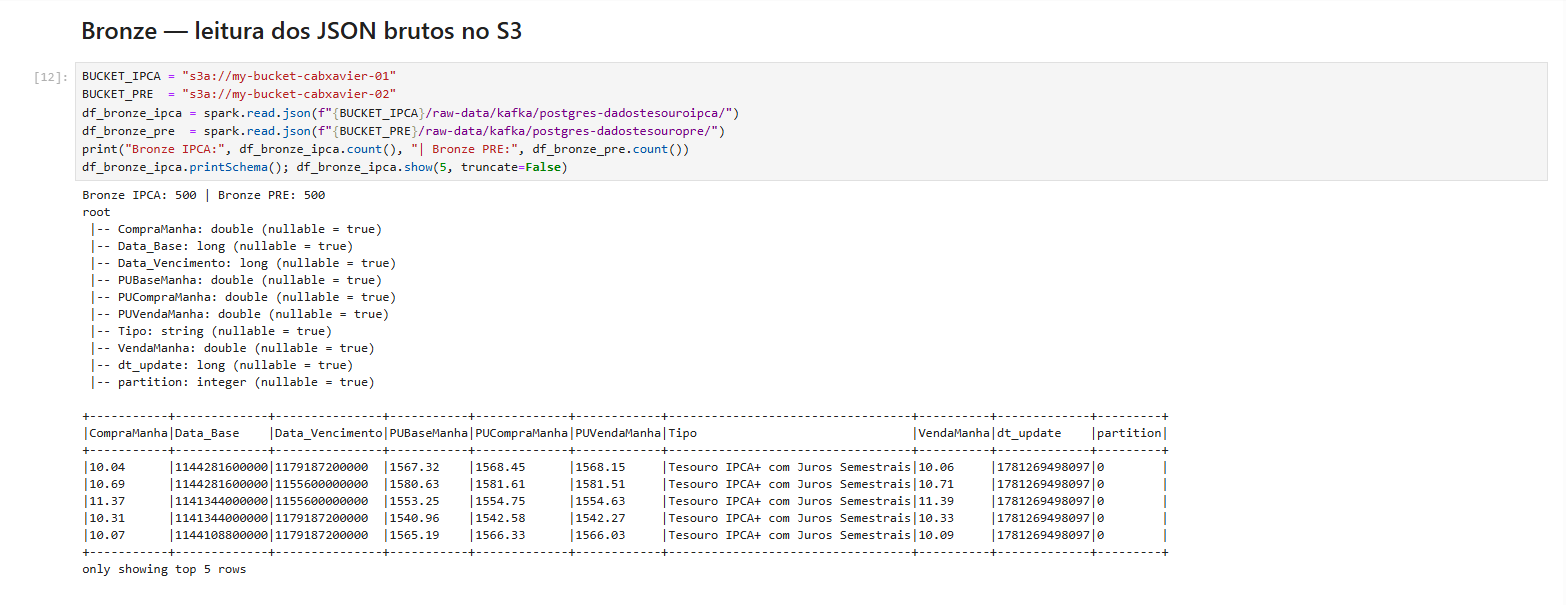 Bronze — leitura dos JSON brutos no S3
[12]:
BUCKET_IPCA = "s3a://my-bucket-cabxavier-01"
BUCKET_PRE  = "s3a://my-bucket-cabxavier-02"
df_bronze_ipca = spark.read.json(f"{BUCKET_IPCA}/raw-data/kafka/postgres-dadostesouroipca/")
df_bronze_pre  = spark.read.json(f"{BUCKET_PRE}/raw-data/kafka/postgres-dadostesouropre/")
print("Bronze IPCA:", df_bronze_ipca.count(), "| Bronze PRE:", df_bronze_pre.count())
df_bronze_ipca.printSchema(); df_bronze_ipca.show(5, truncate=False)
Bronze IPCA: 500 | Bronze PRE: 500
root
 |-- CompraManha: double (nullable = true)
 |-- Data_Base: long (nullable = true)
 |-- Data_Vencimento: long (nullable = true)
 |-- PUBaseManha: double (nullable = true)
 |-- PUCompraManha: double (nullable = true)
 |-- PUVendaManha: double (nullable = true)
 |-- Tipo: string (nullable = true)
 |-- VendaManha: double (nullable = true)
 |-- dt_update: long (nullable = true)
 |-- partition: integer (nullable = true)
+-----------+-------------+---------------+-----------+-------------+------------+----------------------------------+----------+-------------+---------+
|CompraManha|Data_Base    |Data_Vencimento|PUBaseManha|PUCompraManha|PUVendaManha|Tipo                              |VendaManha|dt_update    |partition|
+-----------+-------------+---------------+-----------+-------------+------------+----------------------------------+----------+-------------+---------+
|10.04      |1144281600000|1179187200000  |1567.32    |1568.45      |1568.15     |Tesouro IPCA+ com Juros Semestrais|10.06     |1781269498097|0        |
|10.69      |1144281600000|1155600000000  |1580.63    |1581.61      |1581.51     |Tesouro IPCA+ com Juros Semestrais|10.71     |1781269498097|0        |
|11.37      |1141344000000|1155600000000  |1553.25    |1554.75      |1554.63     |Tesouro IPCA+ com Juros Semestrais|11.39     |1781269498097|0        |
|10.31      |1141344000000|1179187200000  |1540.96    |1542.58      |1542.27     |Tesouro IPCA+ com Juros Semestrais|10.33     |1781269498097|0        |
|10.07      |1144108800000|1179187200000  |1565.19    |1566.33      |1566.03     |Tesouro IPCA+ com Juros Semestrais|10.09     |1781269498097|0        |
+-----------+-------------+---------------+-----------+-------------+------------+----------------------------------+----------+-------------+---------+
only showing top 5 rows